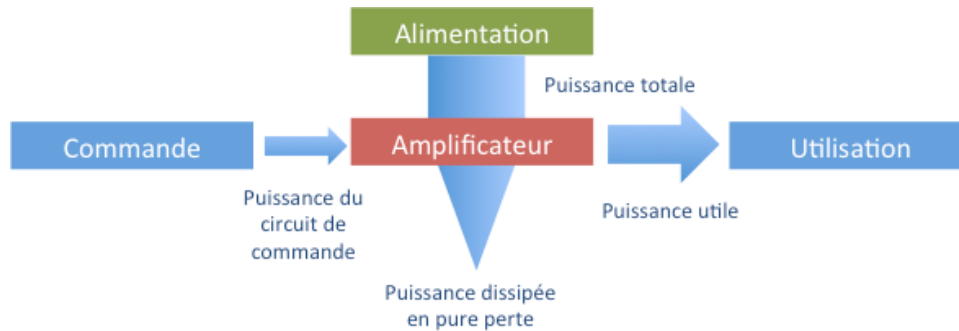 Alimentation
Puissance totale
Commande
Amplificateur
Utilisation
Puissance du
circuit de
commande
Puissance utile
Puissance dissipée
en pure perte